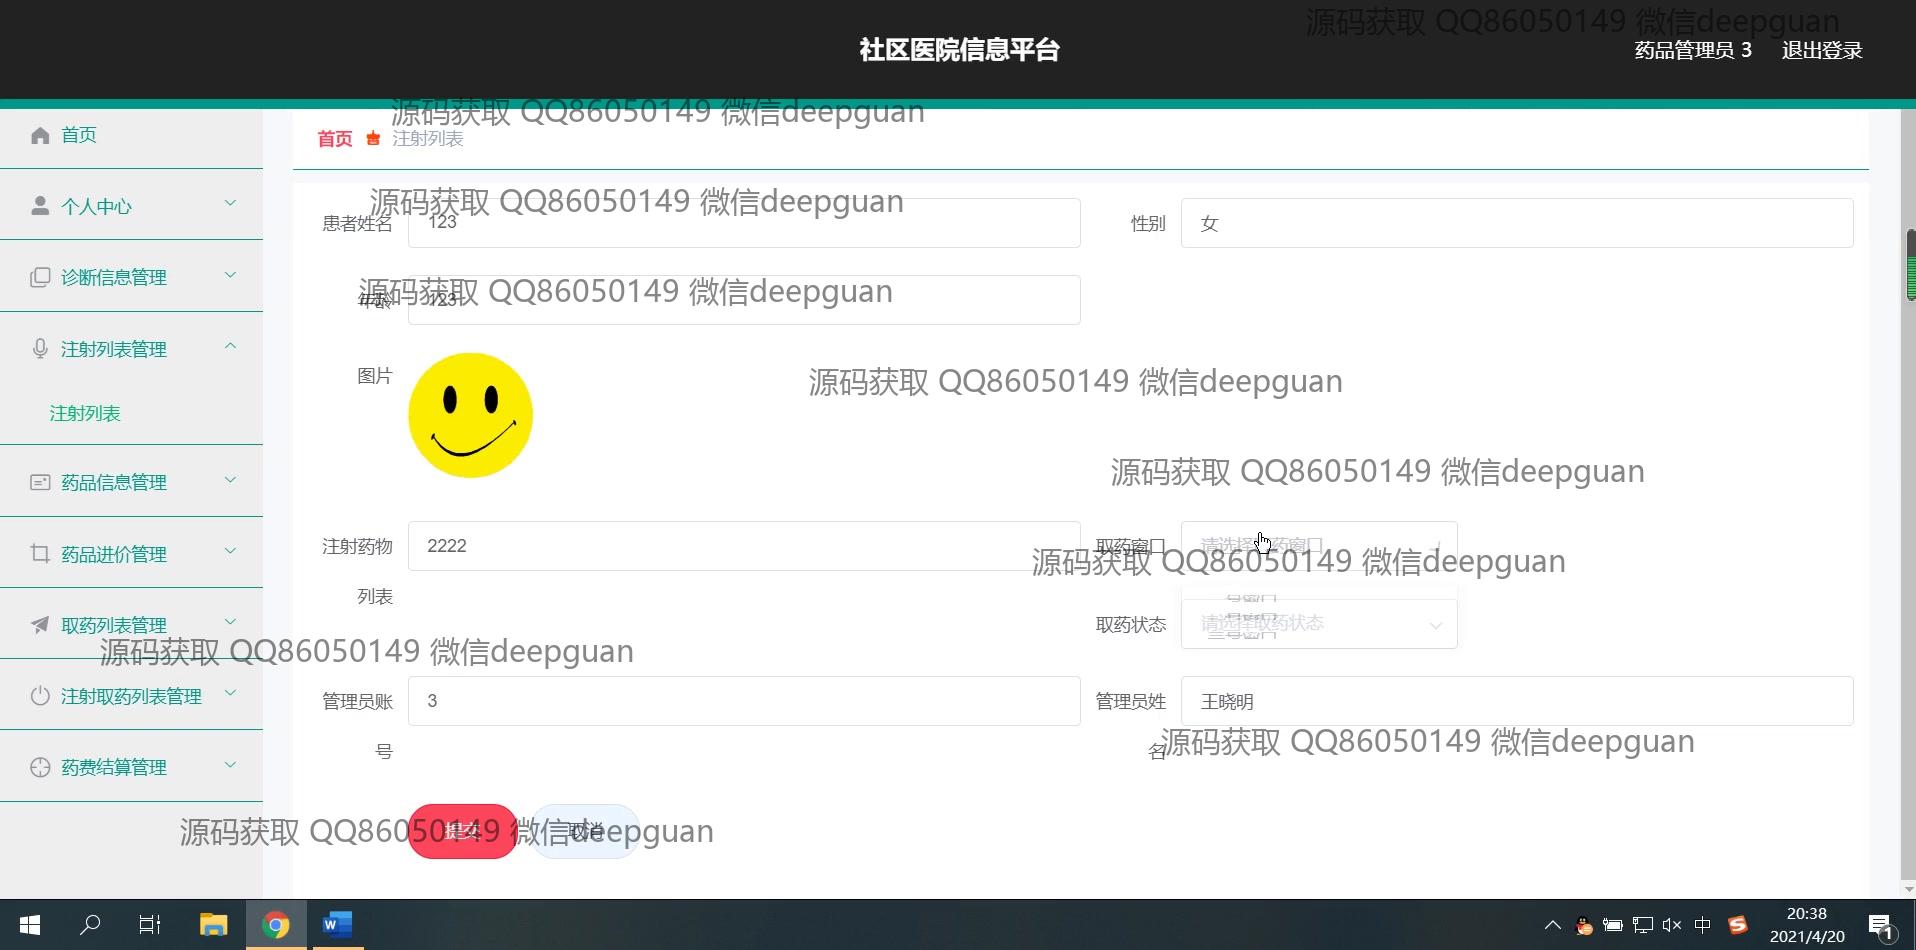 源码获取 QQ86050149 微信deepguan
社区医院信息平台
药品管理员 3 退出登录
源码获取 QQ86050149 微信deepguan
首页
首页 注射列表
源码获取 QQ86050149 微信deepguan
个人中心
患者姓名 123 性别 女
诊断信息管理
源码获取 QQ86050149 微信deepguan
年龄 123
注射列表管理
图片
源码获取 QQ86050149 微信deepguan
注射列表
源码获取 QQ86050149 微信deepguan
药品信息管理
注射药物列表 2222 取药窗口 请选择取药窗口
药品进价管理
源码获取 QQ86050149 微信deepguan
取药列表管理
取药状态 请选择取药状态
源码获取 QQ86050149 微信deepguan
注射取药列表管理
管理员账号 3 管理员姓名 王晓明
源码获取 QQ86050149 微信deepguan
药费结算管理
提交 取消
源码获取 QQ86050149 微信deepguan
中
20:38
2021/4/20
1